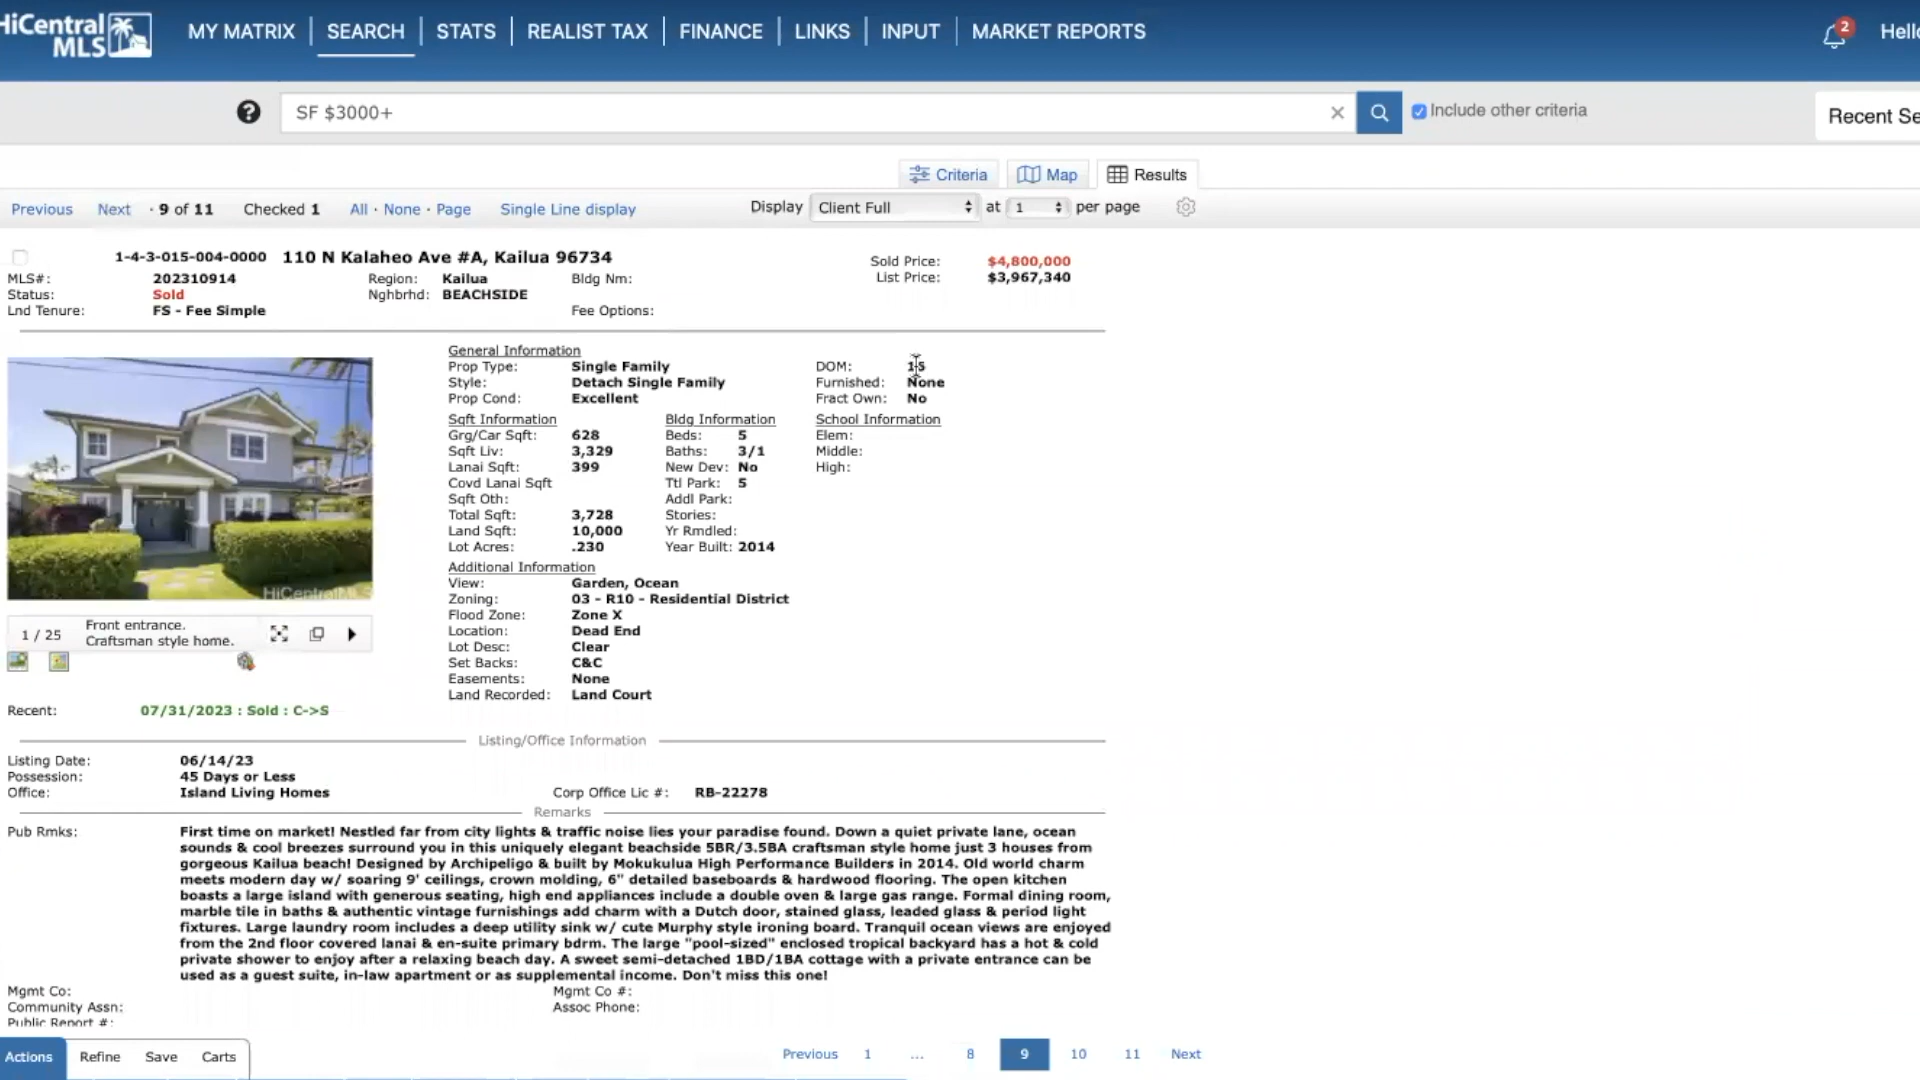 HiCentral MLS
MY MATRIX SEARCH STATS REALIST TAX FINANCE LINKS INPUT MARKET REPORTS
2
Hello
SF $3000+
Include other criteria
Recent Se
Criteria Map Results
Previous Next · 9 of 11 Checked 1 All · None · Page Single Line display Display Client Full at 1 per page
1-4-3-015-004-0000 110 N Kalaheo Ave #A, Kailua 96734
Sold Price: $4,800,000
List Price: $3,967,340
MLS#: 202310914 Region: Kailua Bldg Nm:
Status: Sold Nghbrhd: BEACHSIDE
Lnd Tenure: FS - Fee Simple Fee Options:
General Information
Prop Type: Single Family DOM: 15
Style: Detach Single Family Furnished: None
Prop Cond: Excellent Fract Own: No
Sqft Information Bldg Information School Information
Grg/Car Sqft: 628 Beds: 5 Elem:
Sqft Liv: 3,329 Baths: 3/1 Middle:
Lanai Sqft: 399 New Dev: No High:
Covd Lanai Sqft Ttl Park: 5
Sqft Oth: Addl Park:
Total Sqft: 3,728 Stories:
Land Sqft: 10,000 Yr Rmdled:
Lot Acres: .230 Year Built: 2014
Additional Information
View: Garden, Ocean
Zoning: 03 - R10 - Residential District
Flood Zone: Zone X
Location: Dead End
Lot Desc: Clear
Set Backs: C&C
Easements: None
Land Recorded: Land Court
HiCentralMLS
1 / 25 Front entrance.
Craftsman style home.
Recent: 07/31/2023 : Sold : C->S
Listing/Office Information
Listing Date: 06/14/23
Possession: 45 Days or Less
Office: Island Living Homes Corp Office Lic #: RB-22278
Remarks
Pub Rmks: First time on market! Nestled far from city lights & traffic noise lies your paradise found. Down a quiet private lane, ocean
sounds & cool breezes surround you in this uniquely elegant beachside 5BR/3.5BA craftsman style home just 3 houses from
gorgeous Kailua beach! Designed by Archipeligo & built by Mokukulua High Performance Builders in 2014. Old world charm
meets modern day w/ soaring 9' ceilings, crown molding, 6" detailed baseboards & hardwood flooring. The open kitchen
boasts a large island with generous seating, high end appliances include a double oven & large gas range. Formal dining room,
marble tile in baths & authentic vintage furnishings add charm with a Dutch door, stained glass, leaded glass & period light
fixtures. Large laundry room includes a deep utility sink w/ cute Murphy style ironing board. Tranquil ocean views are enjoyed
from the 2nd floor covered lanai & en-suite primary bdrm. The large "pool-sized" enclosed tropical backyard has a hot & cold
private shower to enjoy after a relaxing beach day. A sweet semi-detached 1BD/1BA cottage with a private entrance can be
used as a guest suite, in-law apartment or as supplemental income. Don't miss this one!
Mgmt Co: Mgmt Co #:
Community Assn: Assoc Phone:
Public Report #:
Actions Refine Save Carts
Previous 1 ... 8 9 10 11 Next